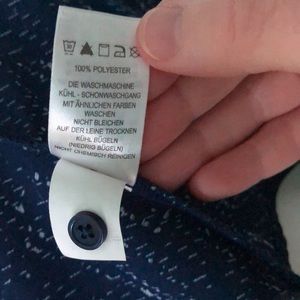 100% POLYESTER
DIE WASCHMASCHINE
KÜHL - SCHONWASCHGANG
MIT ÄHNLICHEN FARBEN
WASCHEN
NICHT BLEICHEN
AUF DER LEINE TROCKNEN
KÜHL BÜGELN
(NIEDRIG BÜGELN)
NICHT CHEMISCH REINIGEN